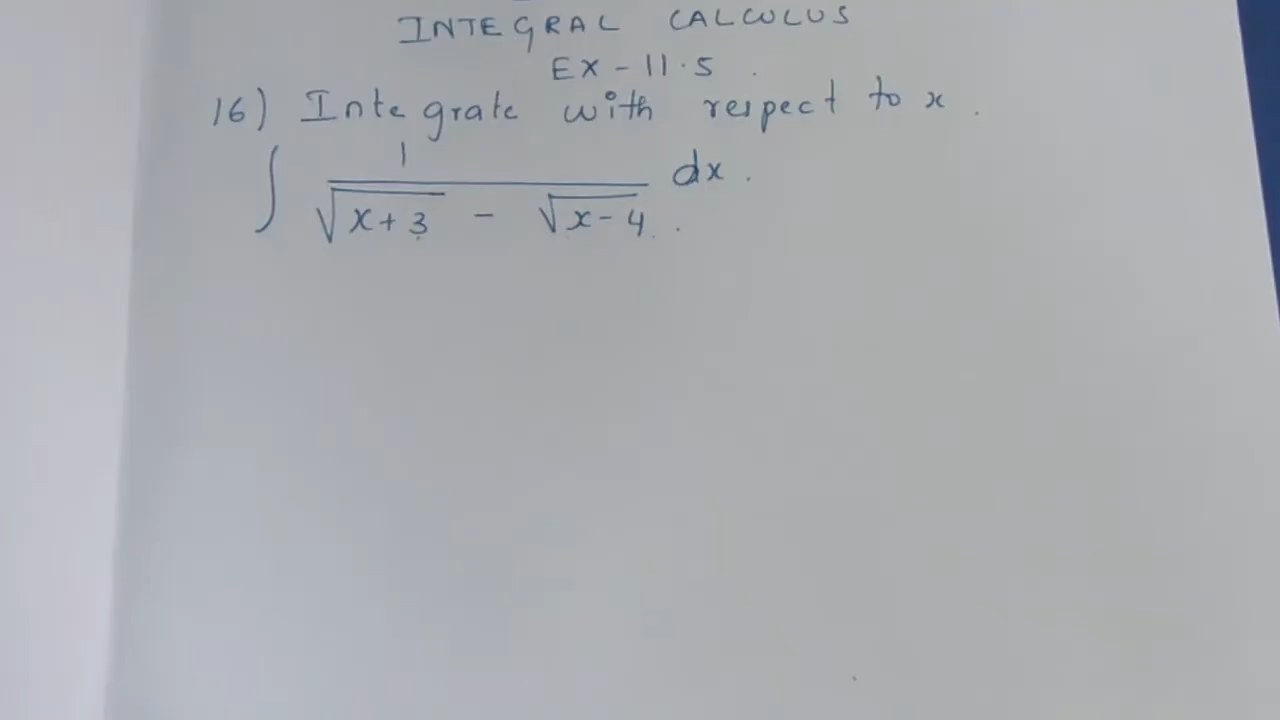 INTEGRAL CALCULUS
EX - 11.5
16) Integrate with respect to x.
∫ 1 / (√(x+3) - √(x-4)) dx.